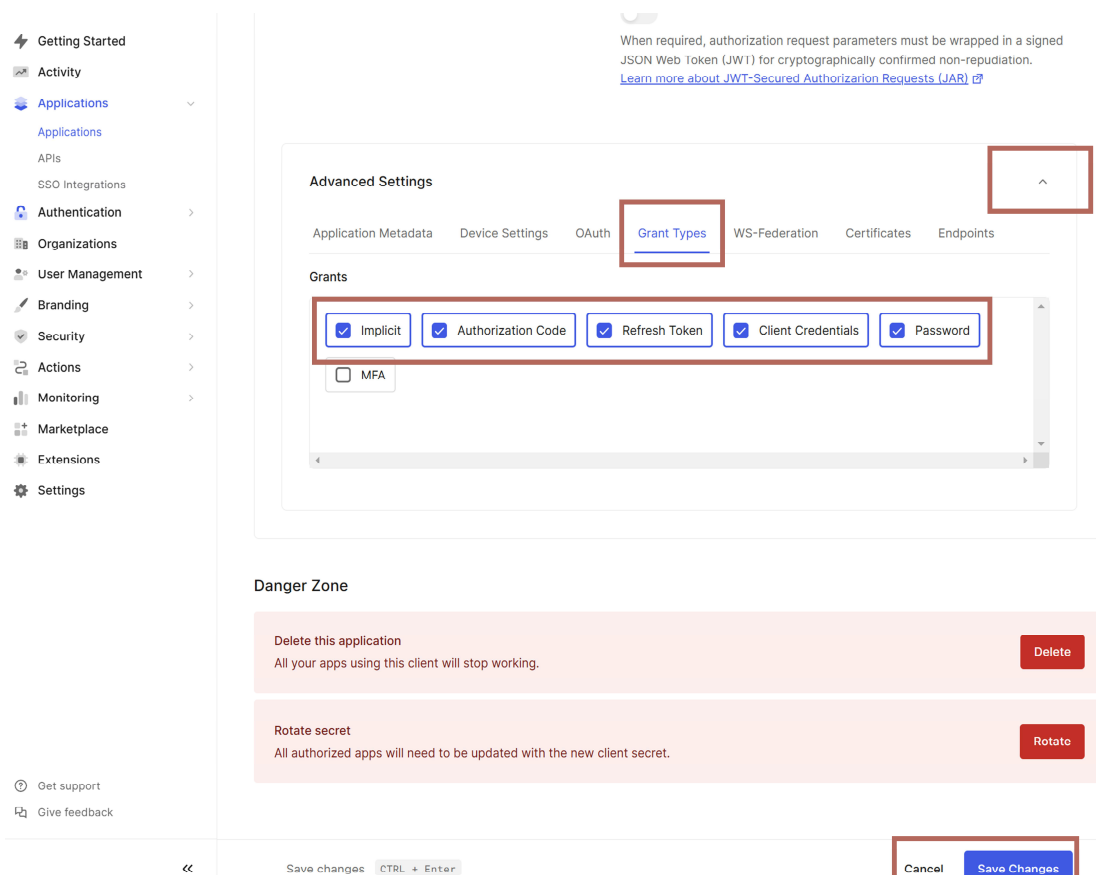 Getting Started
Activity
Applications
Applications
APIs
SSO Integrations
Authentication
Organizations
User Management
Branding
Security
Actions
Monitoring
Marketplace
Extensions
Settings
Get support
Give feedback
When required, authorization request parameters must be wrapped in a signed
JSON Web Token (JWT) for cryptographically confirmed non-repudiation.
Learn more about JWT-Secured Authorizarion Requests (JAR)
Advanced Settings
Application Metadata Device Settings OAuth Grant Types WS-Federation Certificates Endpoints
Grants
Implicit Authorization Code Refresh Token Client Credentials Password
MFA
Danger Zone
Delete this application
All your apps using this client will stop working.
Delete
Rotate secret
All authorized apps will need to be updated with the new client secret.
Rotate
Save changes CTRL + Enter Cancel Save Changes